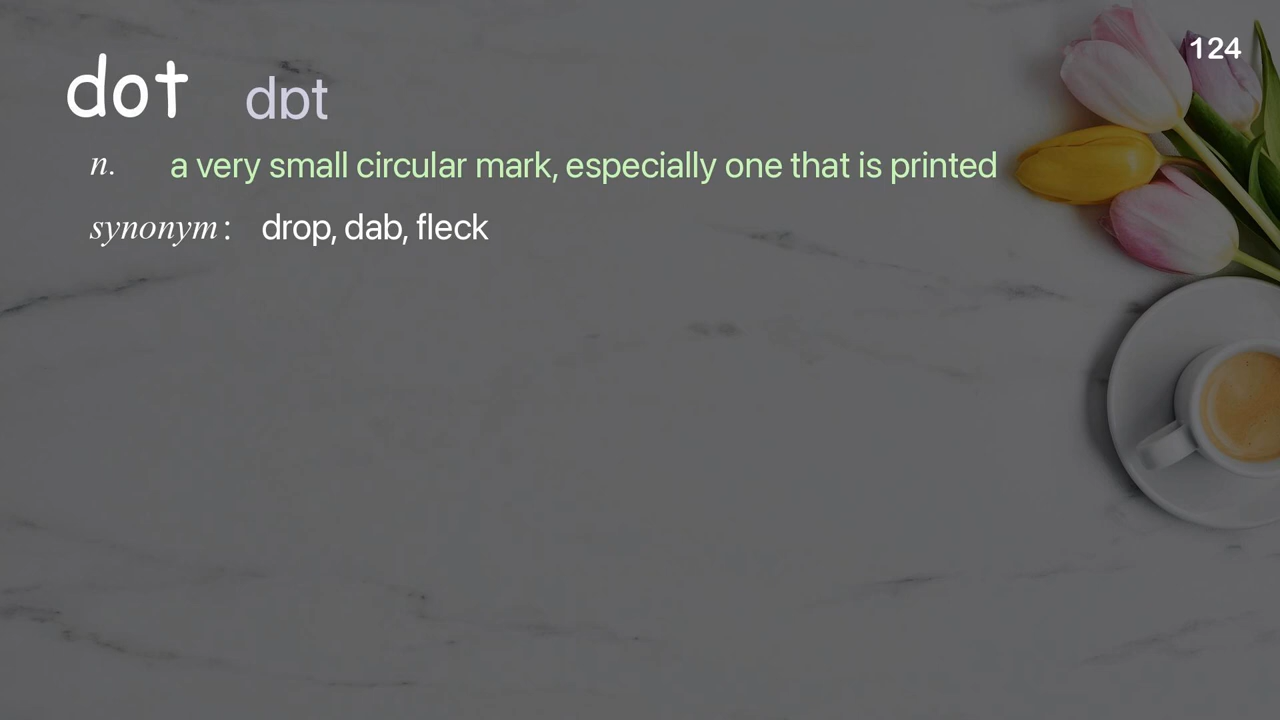 124
dot dɒt
n. a very small circular mark, especially one that is printed
synonym: drop, dab, fleck